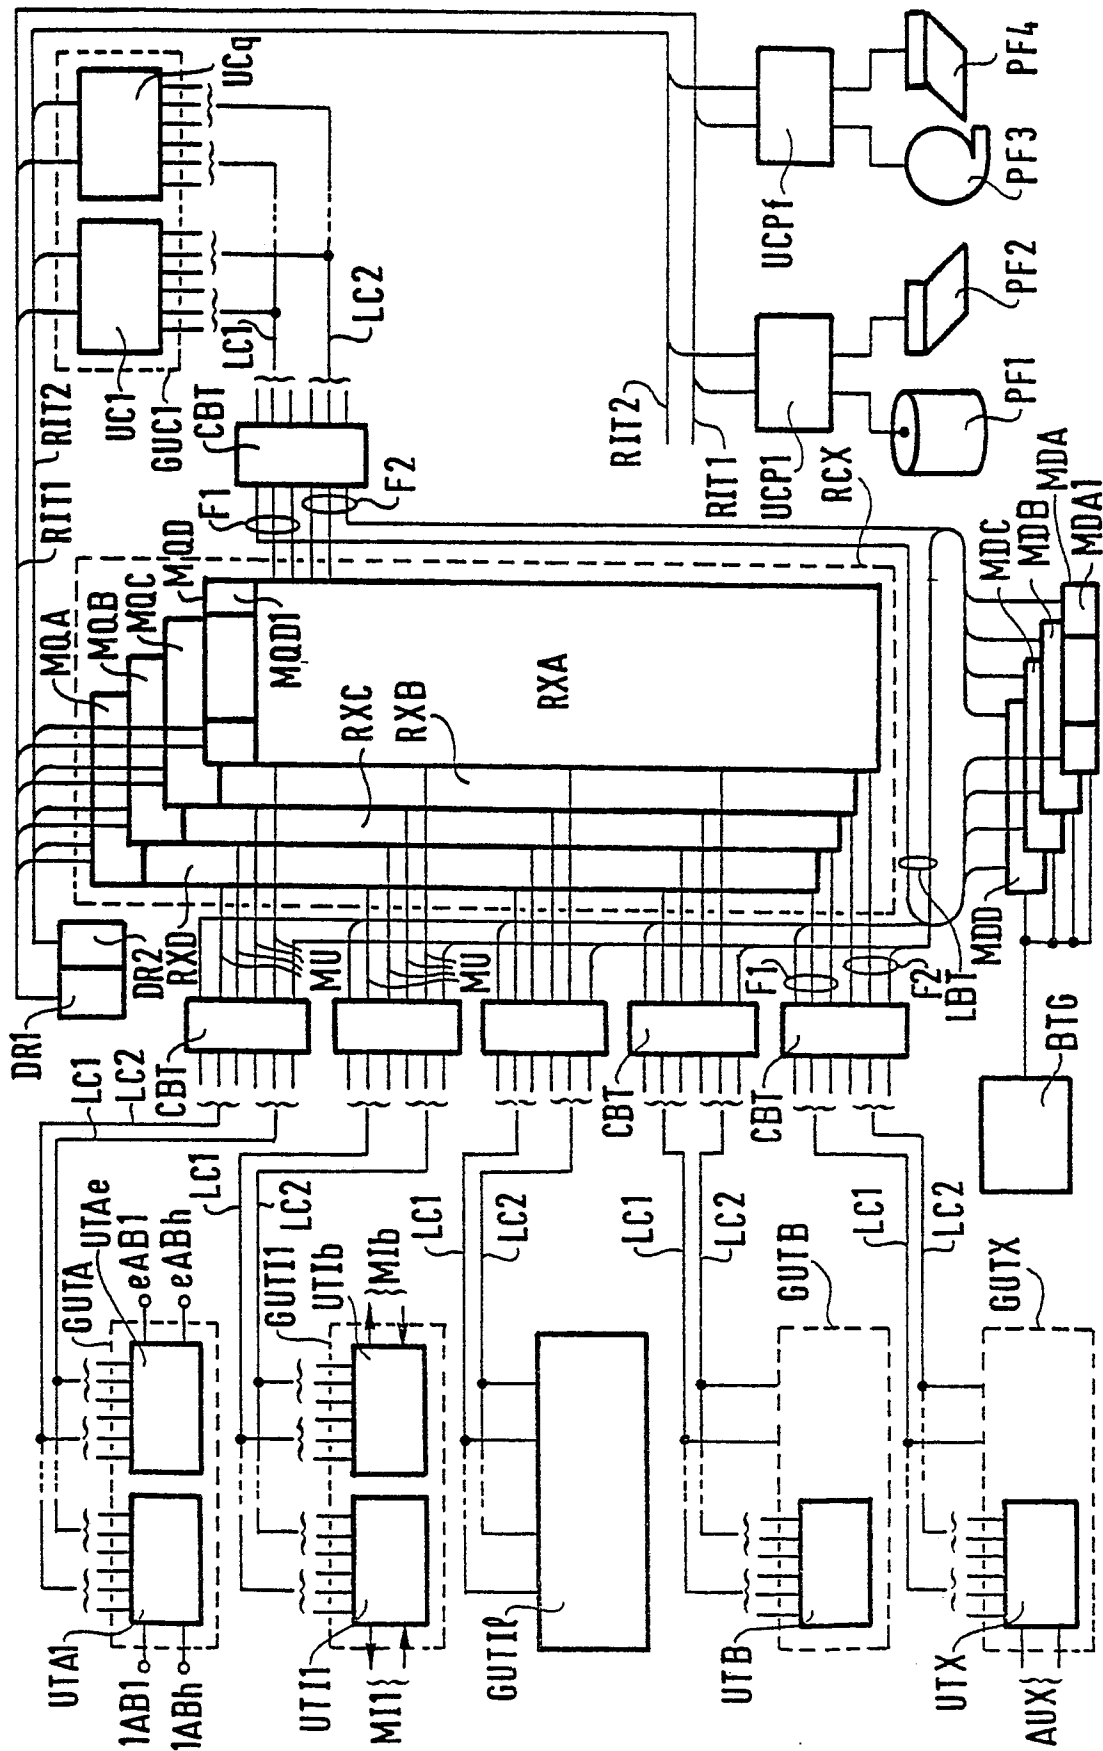 UTA1
1AB1
1ABh
GUTA
UTAe
eAB1
eABh
LC1
LC2
DR1
DR2
CBT
RXD
MU
MQA
MQB
MQC
MQD
MQD1
RIT1
RIT2
UC1
GUC1
UCq
LC1
LC2
CBT
F1
F2
RXC
RXB
RXA
UTI1
MI1
GUTI1
UTIb
MIb
LC1
LC2
MU
GUTIℓ
LC1
LC2
CBT
UTB
GUTB
LC1
LC2
CBT
F1
F2
LBT
UTX
AUX
GUTX
LC1
LC2
BTG
MDD
MDC
MDB
MDA
MDA1
RCX
RIT2
RIT1
UCP1
UCPf
PF1
PF2
PF3
PF4